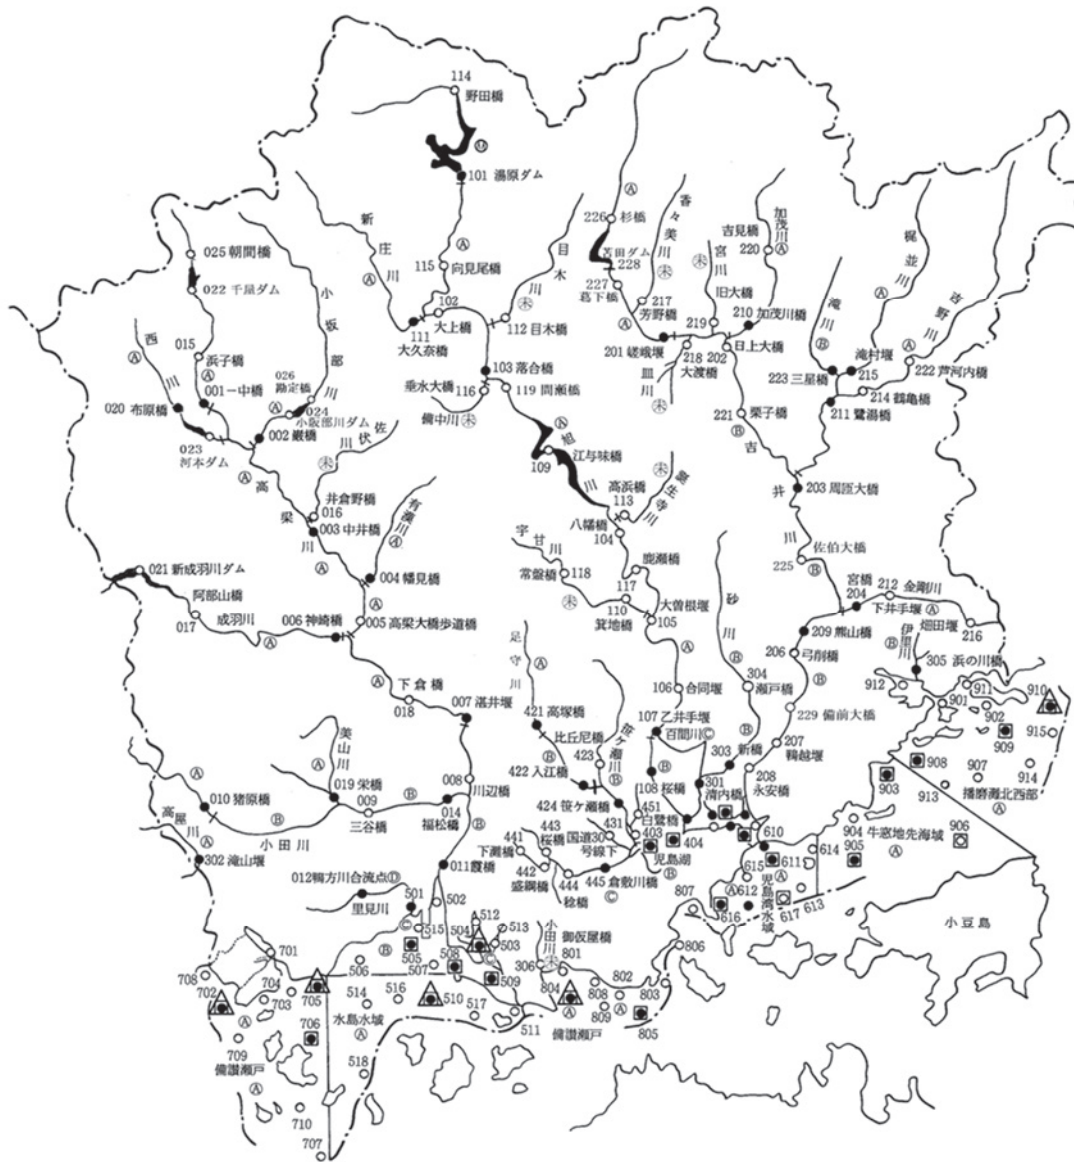 114
野田橋
101 湯原ダム
新
庄
川
Ⓐ
115
向見尾橋
102
大上橋
111
大久奈橋
目
木
川
112 目木橋
103 落合橋
垂水大橋
116
備中川
119 間瀬橋
025 朝間橋
022 千屋ダム
015
浜子橋
001-中橋
西
川
020 布原橋
023
河本ダム
小
坂
部
川
026
勘定橋
024
小阪部川ダム
002 巌橋
佐
伏
川
高
梁
川
井倉野橋
016
003 中井橋
有
漢
川
004 幡見橋
021 新成羽川ダム
阿部山橋
017
成羽川
006 神崎橋
005 高梁大橋歩道橋
下倉橋
018
007 湛井堰
226 杉橋
苫田ダム
228
227
葛下橋
香
々
美
川
217
芳野橋
宮
川
旧大橋
219
吉見橋
220
加
茂
川
210 加茂川橋
201 嵯峨堰
218
大渡橋
皿
川
202
日上大橋
梶
並
川
滝
川
吉
野
川
滝村堰
223 三星橋
215
222 芦河内橋
214 鶴亀橋
211 鷺湯橋
221
栗子橋
吉
井
川
203 周匝大橋
旭
川
江与味橋
109
高浜橋
113
誕
生
寺
川
八幡橋
104
宇
甘
川
常盤橋
118
鹿瀬橋
117
110
箕地橋
大曽根堰
105
佐伯大橋
225
宮橋
204
212
金剛川
下井手堰
216
209 熊山橋
206
弓削橋
畑田堰
伊
里
川
305 浜の川橋
砂
川
304
瀬戸橋
229 備前大橋
106
合同堰
足
守
川
421 高塚橋
比丘尼橋
422 入江橋
笹
ケ
瀬
川
423
424 笹ケ瀬橋
107 乙井手堰
百間川Ⓒ
303
新橋
207
鴨越堰
208
永安橋
108 桜橋
301
清内橋
451
白鷺橋
431
国道30
号線下
403
児島湖
404
美
山
川
019 栄橋
009
三谷橋
008
川辺橋
014
福松橋
010 猪原橋
小田川
高
屋
川
302 滝山堰
011霞橋
012鴨方川合流点Ⓓ
里見川
441
下灘橋
443
桜橋
442
盛綱橋
444
稔橋
445 倉敷川橋
912
911
901
902
910
909
915
908
907
914
903
913
播磨灘北西部
904
牛窓地先海域
906
905
610
614
611
615
612
児
島
湾
水
域
616
617
613
807
806
小豆島
501
502
512
513
515
504
503
505
508
507
506
509
514
516
510
517
511
水島水域
518
小
田
川
御仮屋橋
306
801
802
804
808
803
809
805
備讃瀬戸
701
708
704
702
703
705
706
709
備讃瀬戸
710
707